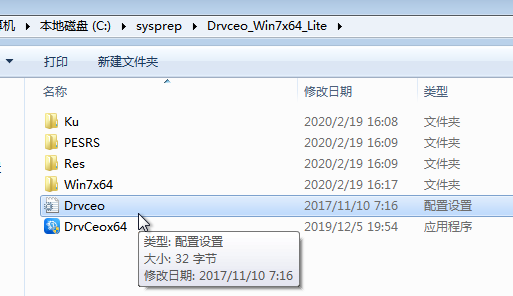 算机 ▸ 本地磁盘 (C:) ▸ sysprep ▸ Drvceo_Win7x64_Lite ▸
打印 新建文件夹
名称 修改日期 类型
Ku 2020/2/19 16:08 文件夹
PESRS 2020/2/19 16:09 文件夹
Res 2020/2/19 16:09 文件夹
Win7x64 2020/2/19 16:17 文件夹
Drvceo 2017/11/10 7:16 配置设置
DrvCeox64 2019/12/5 19:54 应用程序
类型: 配置设置
大小: 32 字节
修改日期: 2017/11/10 7:16